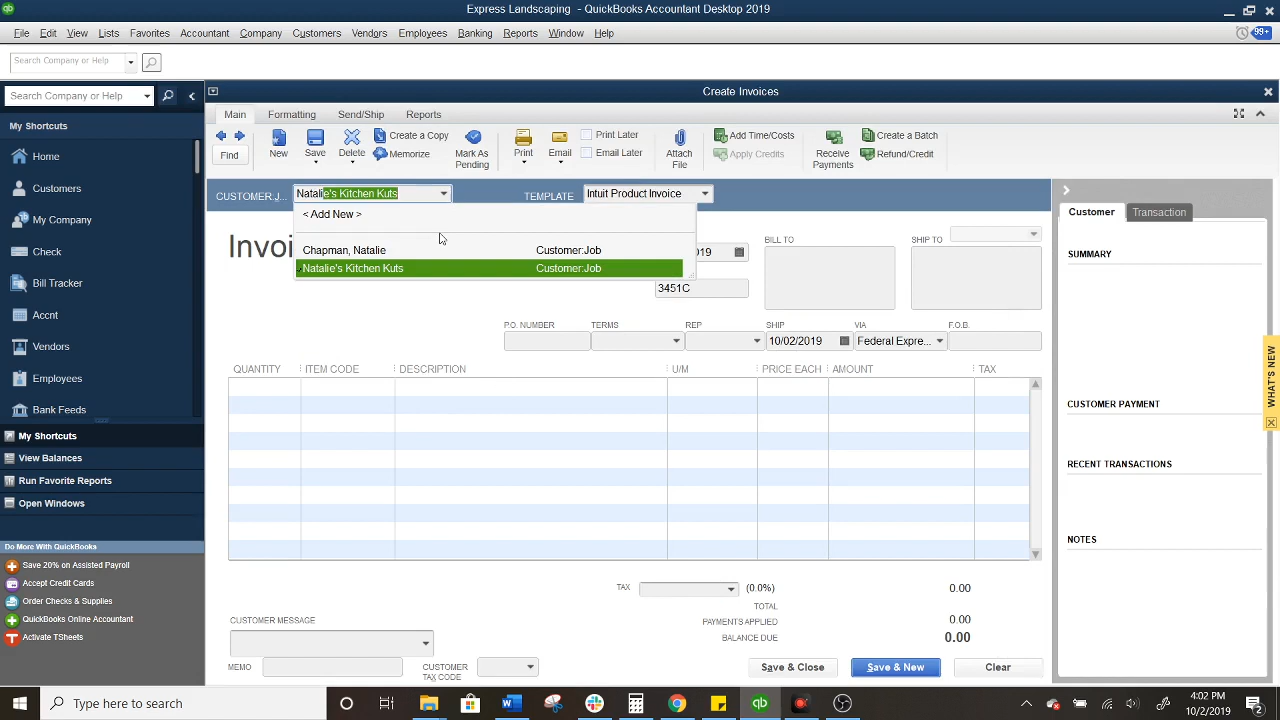 Express Landscaping - QuickBooks Accountant Desktop 2019
File Edit View Lists Favorites Accountant Company Customers Vendors Employees Banking Reports Window Help
99+
Search Company or Help
Search Company or Help
My Shortcuts
Home
Customers
My Company
Check
Bill Tracker
Accnt
Vendors
Employees
Bank Feeds
My Shortcuts
View Balances
Run Favorite Reports
Open Windows
Do More With QuickBooks
Save 20% on Assisted Payroll
Accept Credit Cards
Order Checks & Supplies
QuickBooks Online Accountant
Activate TSheets
Create Invoices
Main Formatting Send/Ship Reports
Find
New
Save
Delete
Create a Copy
Memorize
Mark As
Pending
Print
Email
Print Later
Email Later
Attach
File
Add Time/Costs
Apply Credits
Receive
Payments
Create a Batch
Refund/Credit
CUSTOMER:J... Natalie's Kitchen Kuts TEMPLATE Intuit Product Invoice
< Add New >
Chapman, Natalie Customer:Job
Natalie's Kitchen Kuts Customer:Job
Invoi
2019
3451C
BILL TO
SHIP TO
P.O. NUMBER TERMS REP SHIP VIA F.O.B.
10/02/2019 Federal Expre...
QUANTITY ITEM CODE DESCRIPTION U/M PRICE EACH AMOUNT TAX
TAX (0.0%) 0.00
TOTAL
PAYMENTS APPLIED 0.00
BALANCE DUE 0.00
CUSTOMER MESSAGE
MEMO
CUSTOMER
TAX CODE
Save & Close Save & New Clear
Customer Transaction
SUMMARY
CUSTOMER PAYMENT
RECENT TRANSACTIONS
NOTES
WHAT'S NEW
Type here to search
4:02 PM
10/2/2019
2